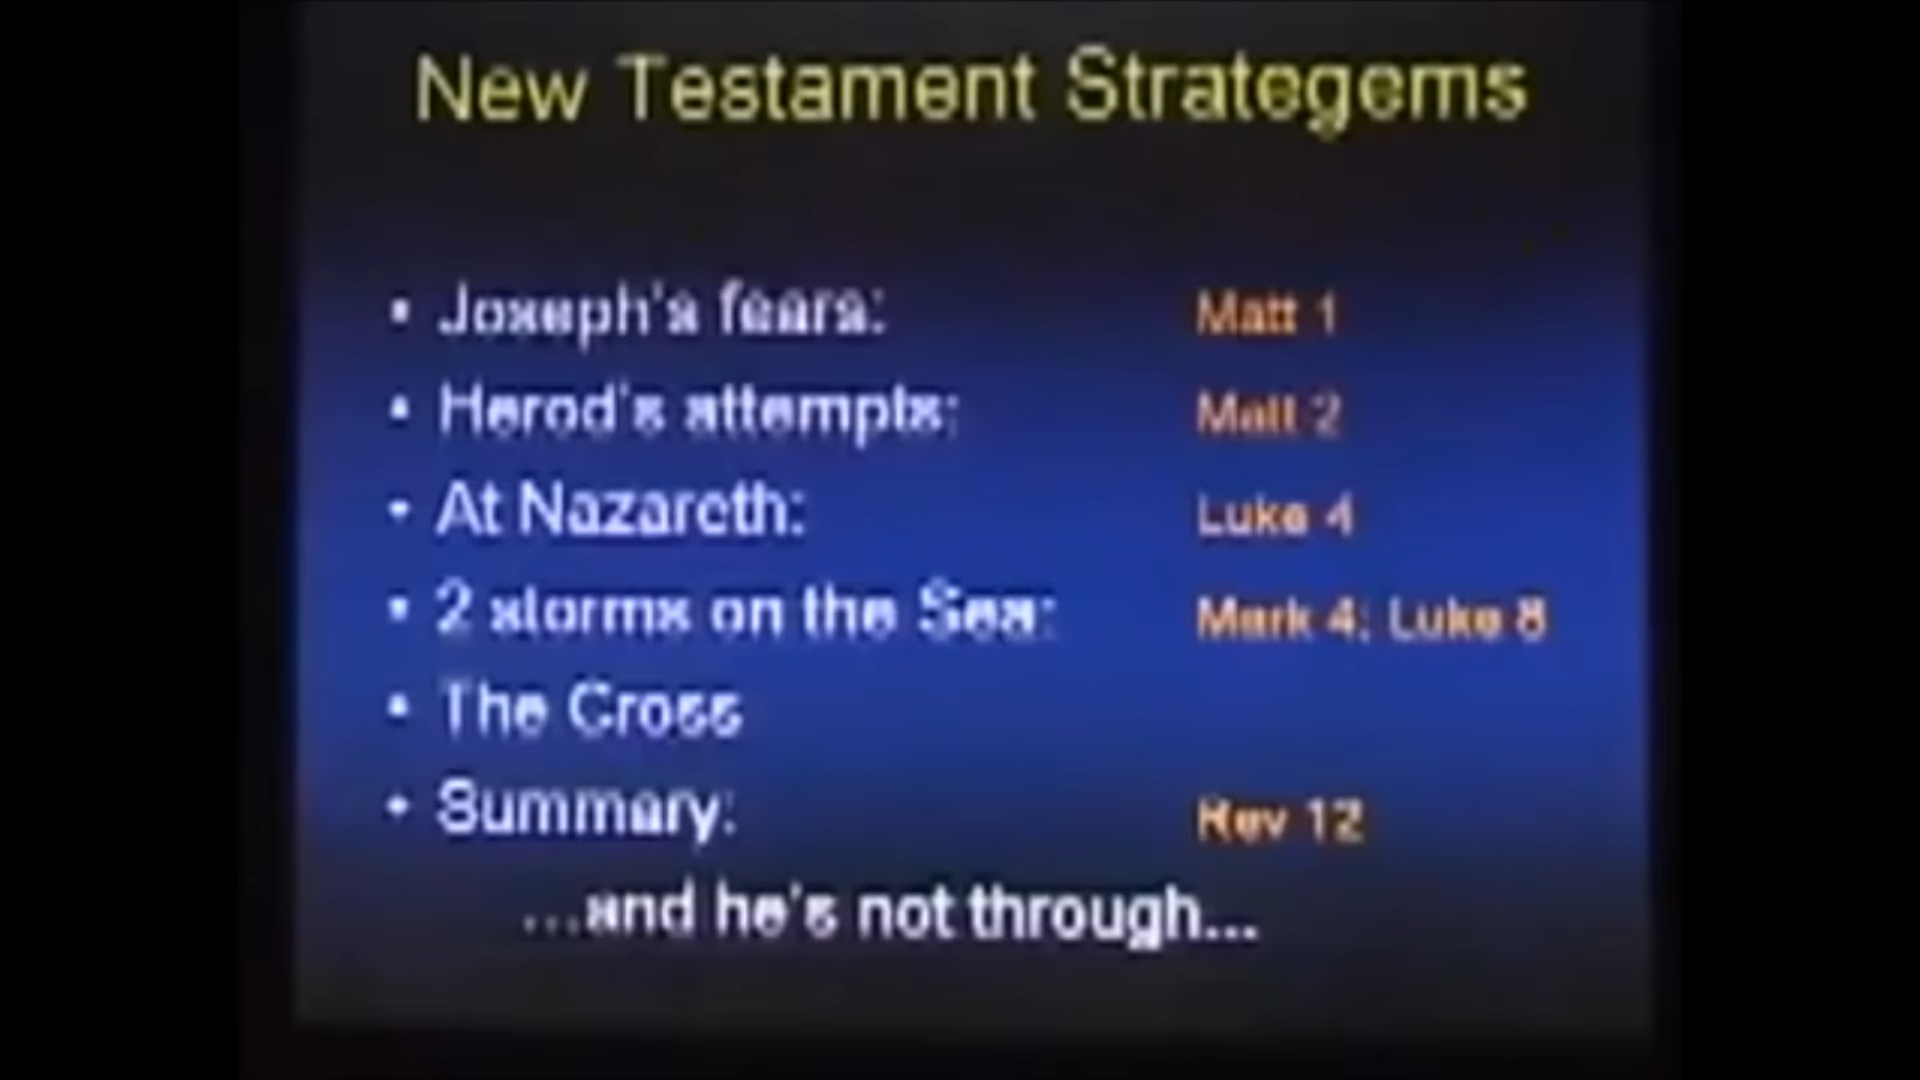 New Testament Strategems
• Joseph's fears: Matt 1
• Herod's attempts: Matt 2
• At Nazareth: Luke 4
• 2 storms on the Sea: Mark 4; Luke 8
• The Cross
• Summary: Rev 12
...and he's not through...